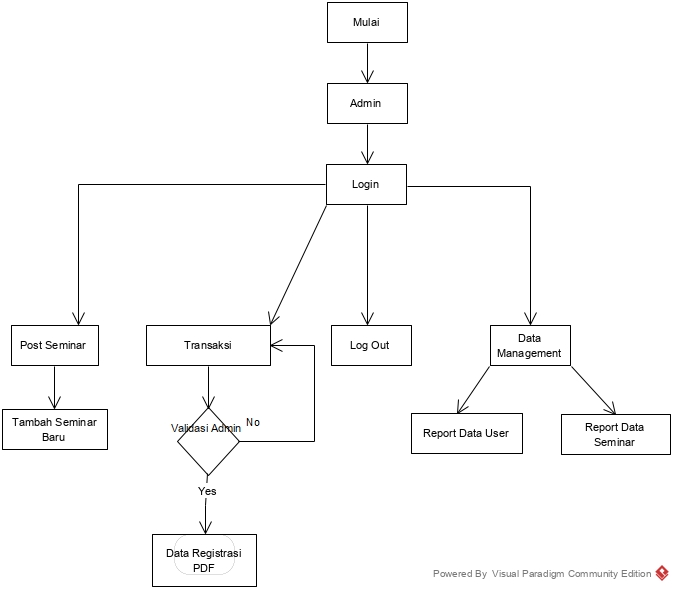 Mulai
Admin
Login
Post Seminar
Transaksi
Log Out
Data
Management
Tambah Seminar
Baru
Validasi Admin
No
Report Data User
Report Data
Seminar
Yes
Data Registrasi
PDF
Powered By Visual Paradigm Community Edition